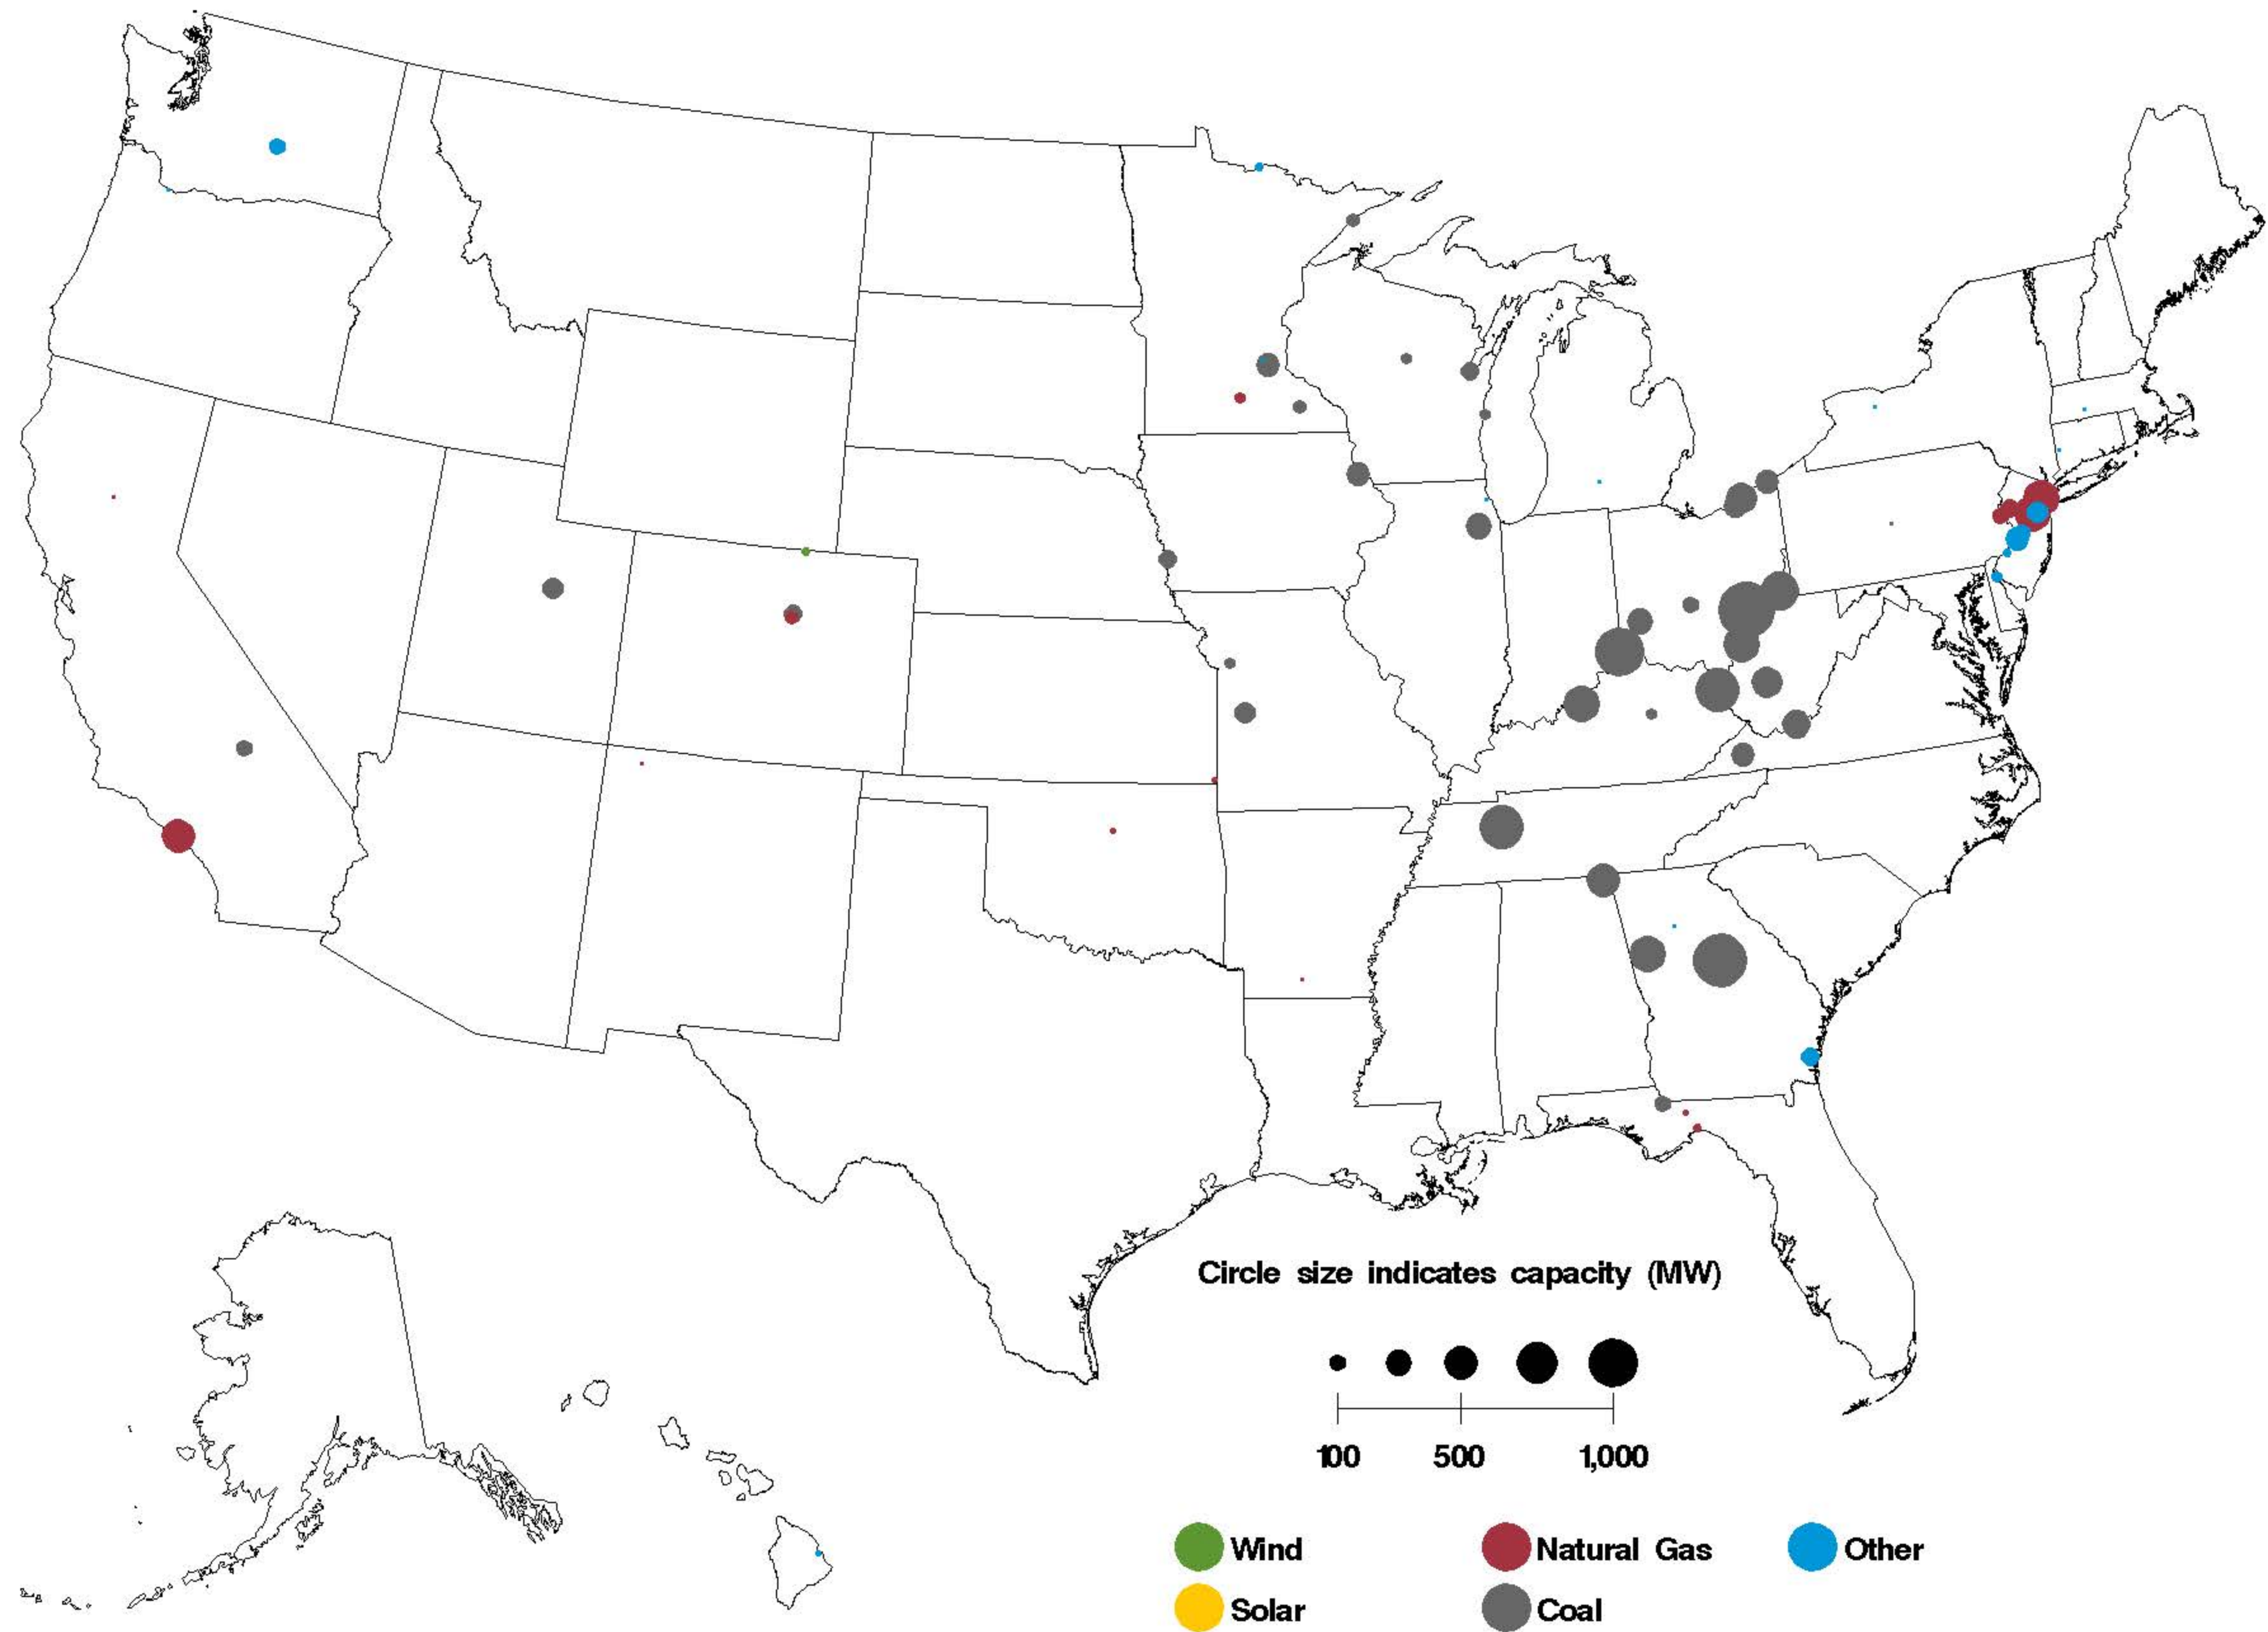 Circle size indicates capacity (MW)
100 500 1,000
Wind Natural Gas Other
Solar Coal